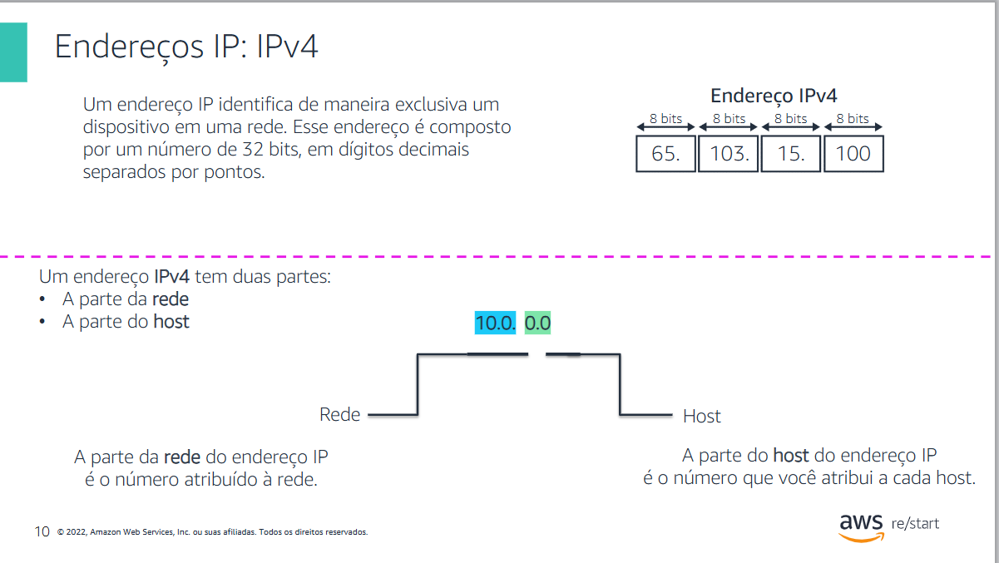 Endereços IP: IPv4
Um endereço IP identifica de maneira exclusiva um
dispositivo em uma rede. Esse endereço é composto
por um número de 32 bits, em dígitos decimais
separados por pontos.
Endereço IPv4
8 bits 8 bits 8 bits 8 bits
65. 103. 15. 100
Um endereço IPv4 tem duas partes:
• A parte da rede
• A parte do host
10.0. 0.0
Rede
Host
A parte da rede do endereço IP
é o número atribuído à rede.
A parte do host do endereço IP
é o número que você atribui a cada host.
10 © 2022, Amazon Web Services, Inc. ou suas afiliadas. Todos os direitos reservados.
aws re/start